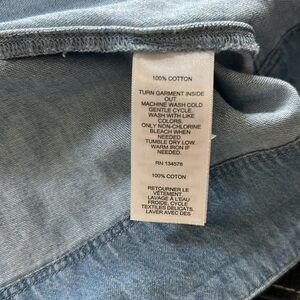 100% COTTON
TURN GARMENT INSIDE
OUT.
MACHINE WASH COLD
GENTLE CYCLE.
WASH WITH LIKE
COLORS.
ONLY NON-CHLORINE
BLEACH WHEN
NEEDED.
TUMBLE DRY LOW.
WARM IRON IF
NEEDED.
RN 134578
100% COTON
RETOURNER LE
VÊTEMENT
LAVAGE À L'EAU
FROIDE, CYCLE
TEXTILES DÉLICATS.
LAVER AVEC DES